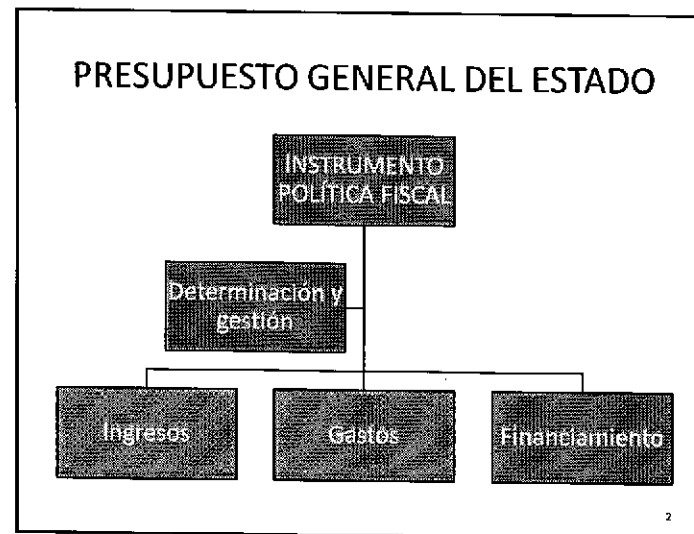 PRESUPUESTO GENERAL DEL ESTADO
INSTRUMENTO
POLÍTICA FISCAL
Determinación y
gestión
Ingresos
Gastos
Financiamiento
2